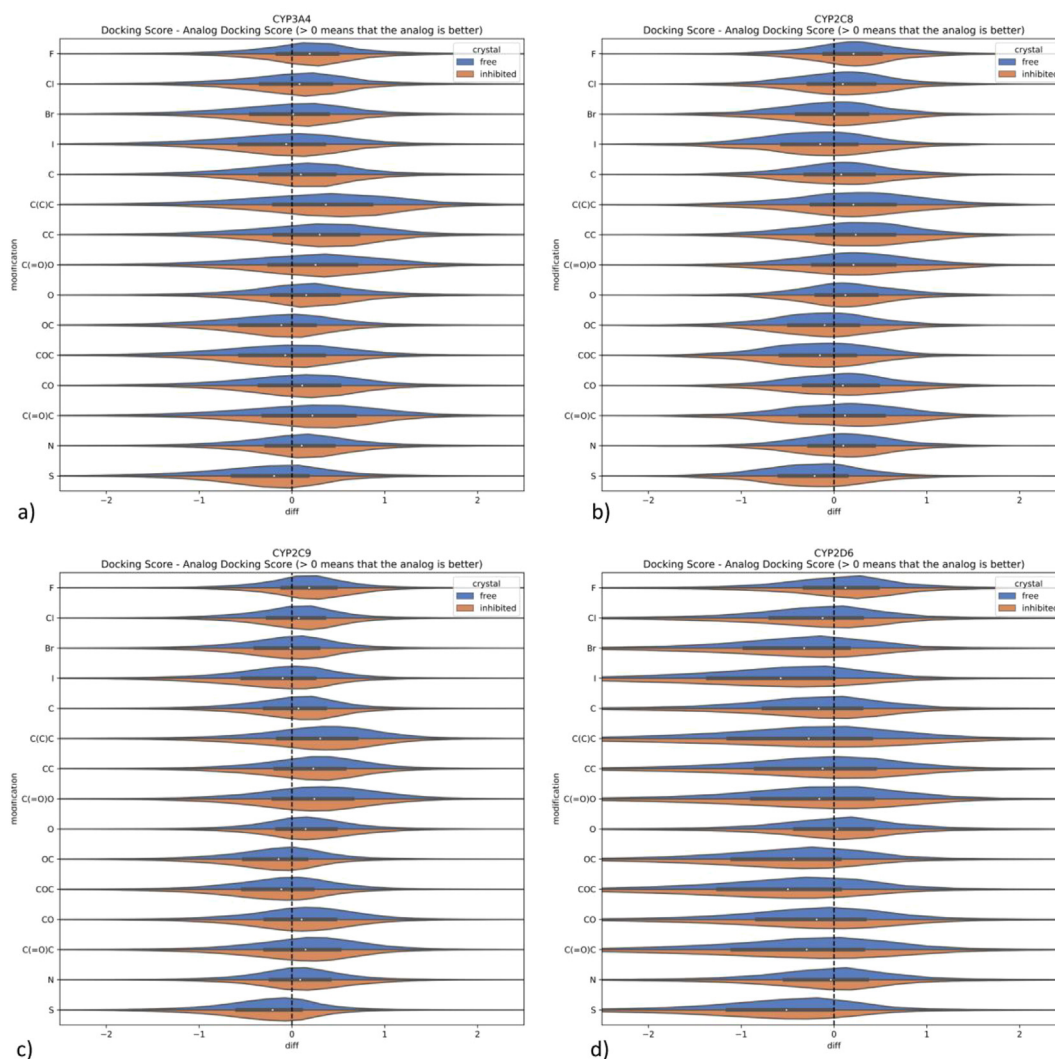 CYP3A4
Docking Score - Analog Docking Score (> 0 means that the analog is better)
crystal
free
inhibited
F
Cl
Br
I
C
C(C)C
CC
C(=O)O
O
OC
COC
CO
C(=O)C
N
S
modification
−2 −1 0 1 2
diff
a)
CYP2C8
Docking Score - Analog Docking Score (> 0 means that the analog is better)
crystal
free
inhibited
F
Cl
Br
I
C
C(C)C
CC
C(=O)O
O
OC
COC
CO
C(=O)C
N
S
modification
−2 −1 0 1 2
diff
b)
CYP2C9
Docking Score - Analog Docking Score (> 0 means that the analog is better)
crystal
free
inhibited
F
Cl
Br
I
C
C(C)C
CC
C(=O)O
O
OC
COC
CO
C(=O)C
N
S
modification
−2 −1 0 1 2
diff
c)
CYP2D6
Docking Score - Analog Docking Score (> 0 means that the analog is better)
crystal
free
inhibited
F
Cl
Br
I
C
C(C)C
CC
C(=O)O
O
OC
COC
CO
C(=O)C
N
S
modification
−2 −1 0 1 2
diff
d)